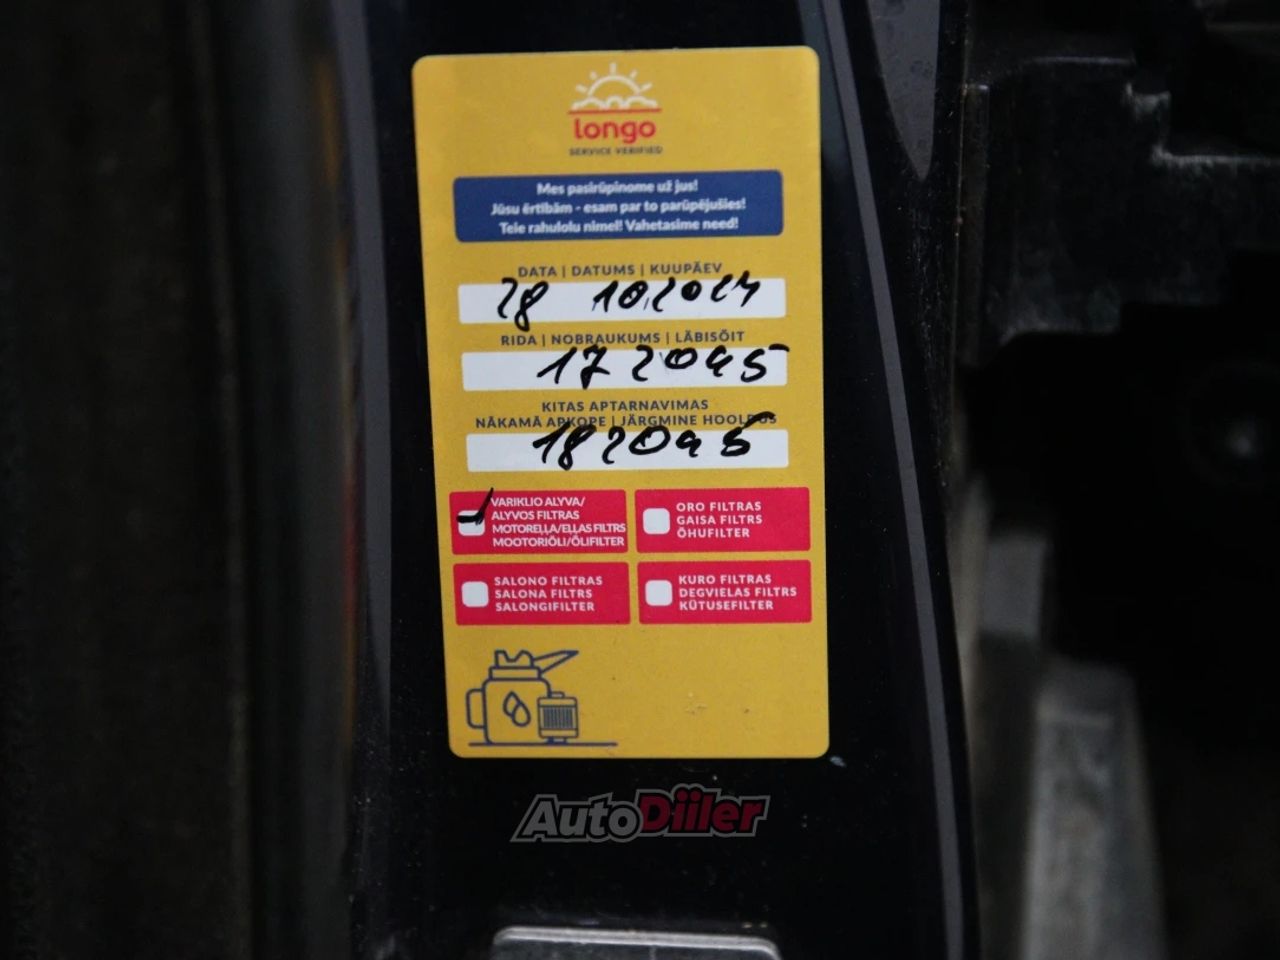 longo
SERVICE VERIFIED
Mes pasirūpinome už jus!
Jūsu ērtībām - esam par to parūpējušies!
Teie rahulolu nimel! Vahetasime need!
DATA | DATUMS | KUUPÄEV
28 10.2024
RIDA | NOBRAUKUMS | LÄBISÕIT
172045
KITAS APTARNAVIMAS
NĀKAMĀ APKOPE | JÄRGMINE HOOLDUS
182045
VARIKLIO ALYVA/
ALYVOS FILTRAS
MOTOREĻĻA/EĻĻAS FILTRS
MOOTORIÕLI/ÕLIFILTER
ORO FILTRAS
GAISA FILTRS
ÕHUFILTER
SALONO FILTRAS
SALONA FILTRS
SALONGIFILTER
KURO FILTRAS
DEGVIELAS FILTRS
KÜTUSEFILTER
AutoDiiler